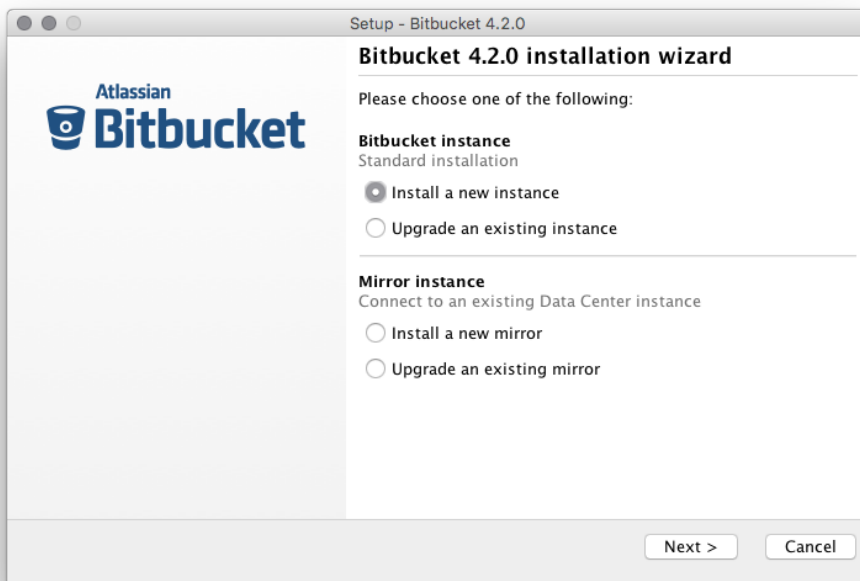 Setup - Bitbucket 4.2.0
Atlassian
Bitbucket
Bitbucket 4.2.0 installation wizard
Please choose one of the following:
Bitbucket instance
Standard installation
Install a new instance
Upgrade an existing instance
Mirror instance
Connect to an existing Data Center instance
Install a new mirror
Upgrade an existing mirror
Next >
Cancel